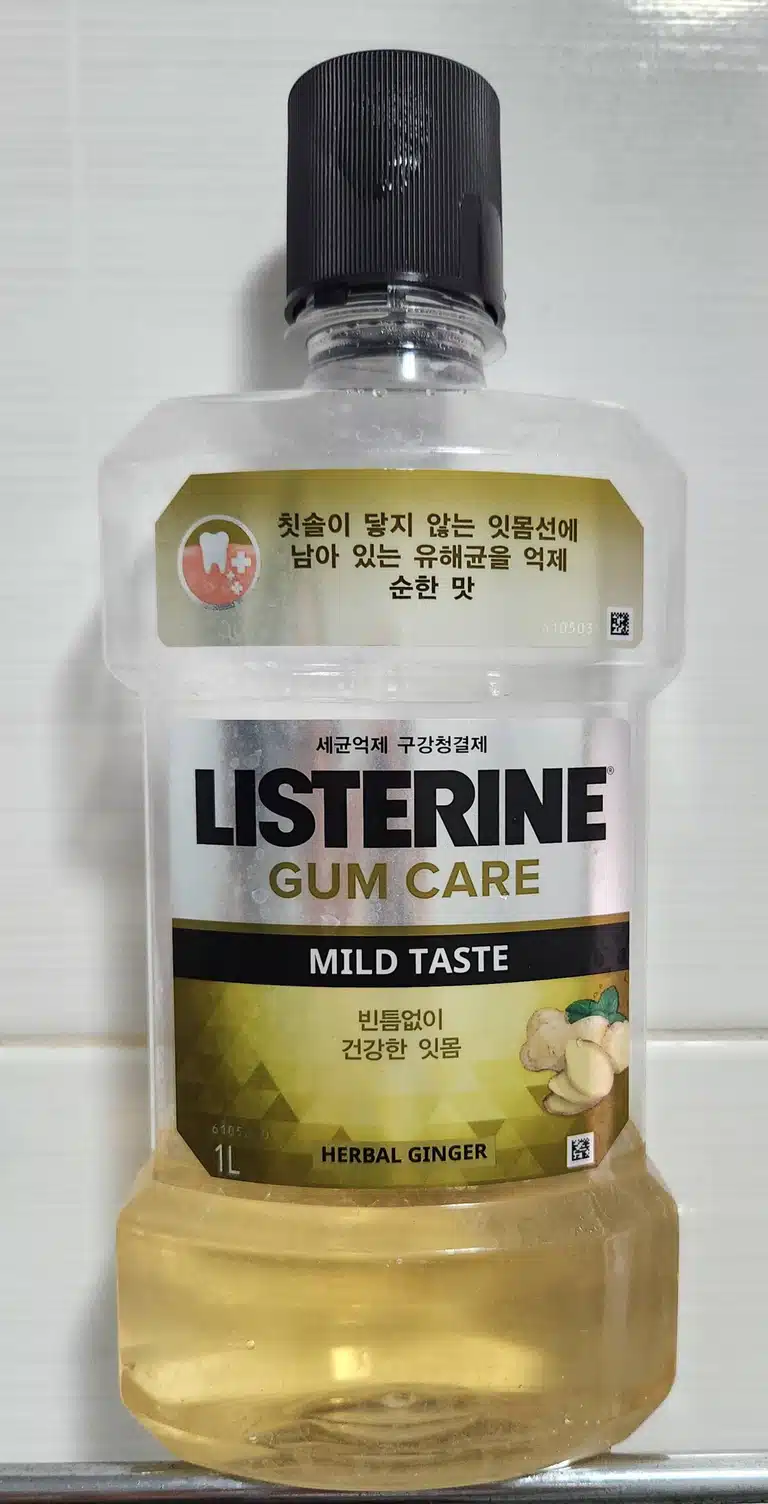 칫솔이 닿지 않는 잇몸선에
남아 있는 유해균을 억제
순한 맛
세균억제 구강청결제
LISTERINE®
GUM CARE
MILD TASTE
빈틈없이
건강한 잇몸
1L
HERBAL GINGER